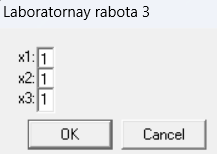 Laboratornay rabota 3
x1: 1
x2: 1
x3: 1
OK Cancel